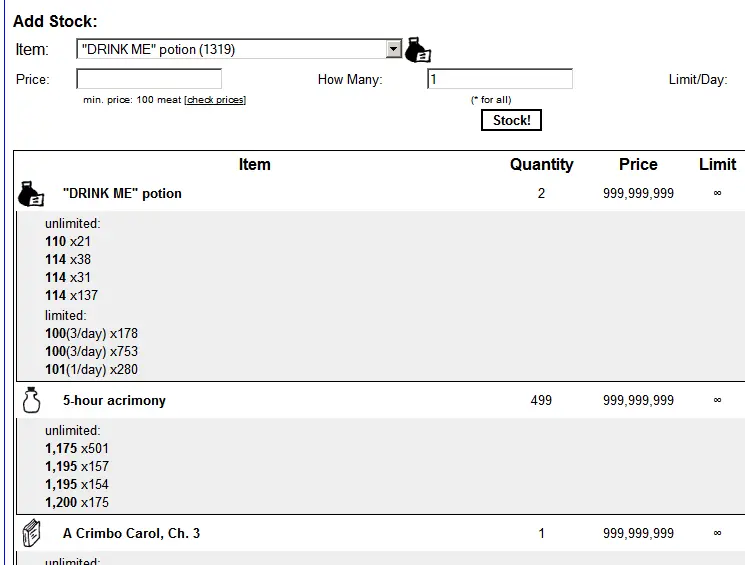 Add Stock:
Item: "DRINK ME" potion (1319)
Price: How Many: 1 Limit/Day:
min. price: 100 meat [check prices] (* for all)
Stock!
Item Quantity Price Limit
"DRINK ME" potion 2 999,999,999 ∞
unlimited:
110 x21
114 x38
114 x31
114 x137
limited:
100(3/day) x178
100(3/day) x753
101(1/day) x280
5-hour acrimony 499 999,999,999 ∞
unlimited:
1,175 x501
1,195 x157
1,195 x154
1,200 x175
A Crimbo Carol, Ch. 3 1 999,999,999 ∞
unlimited: